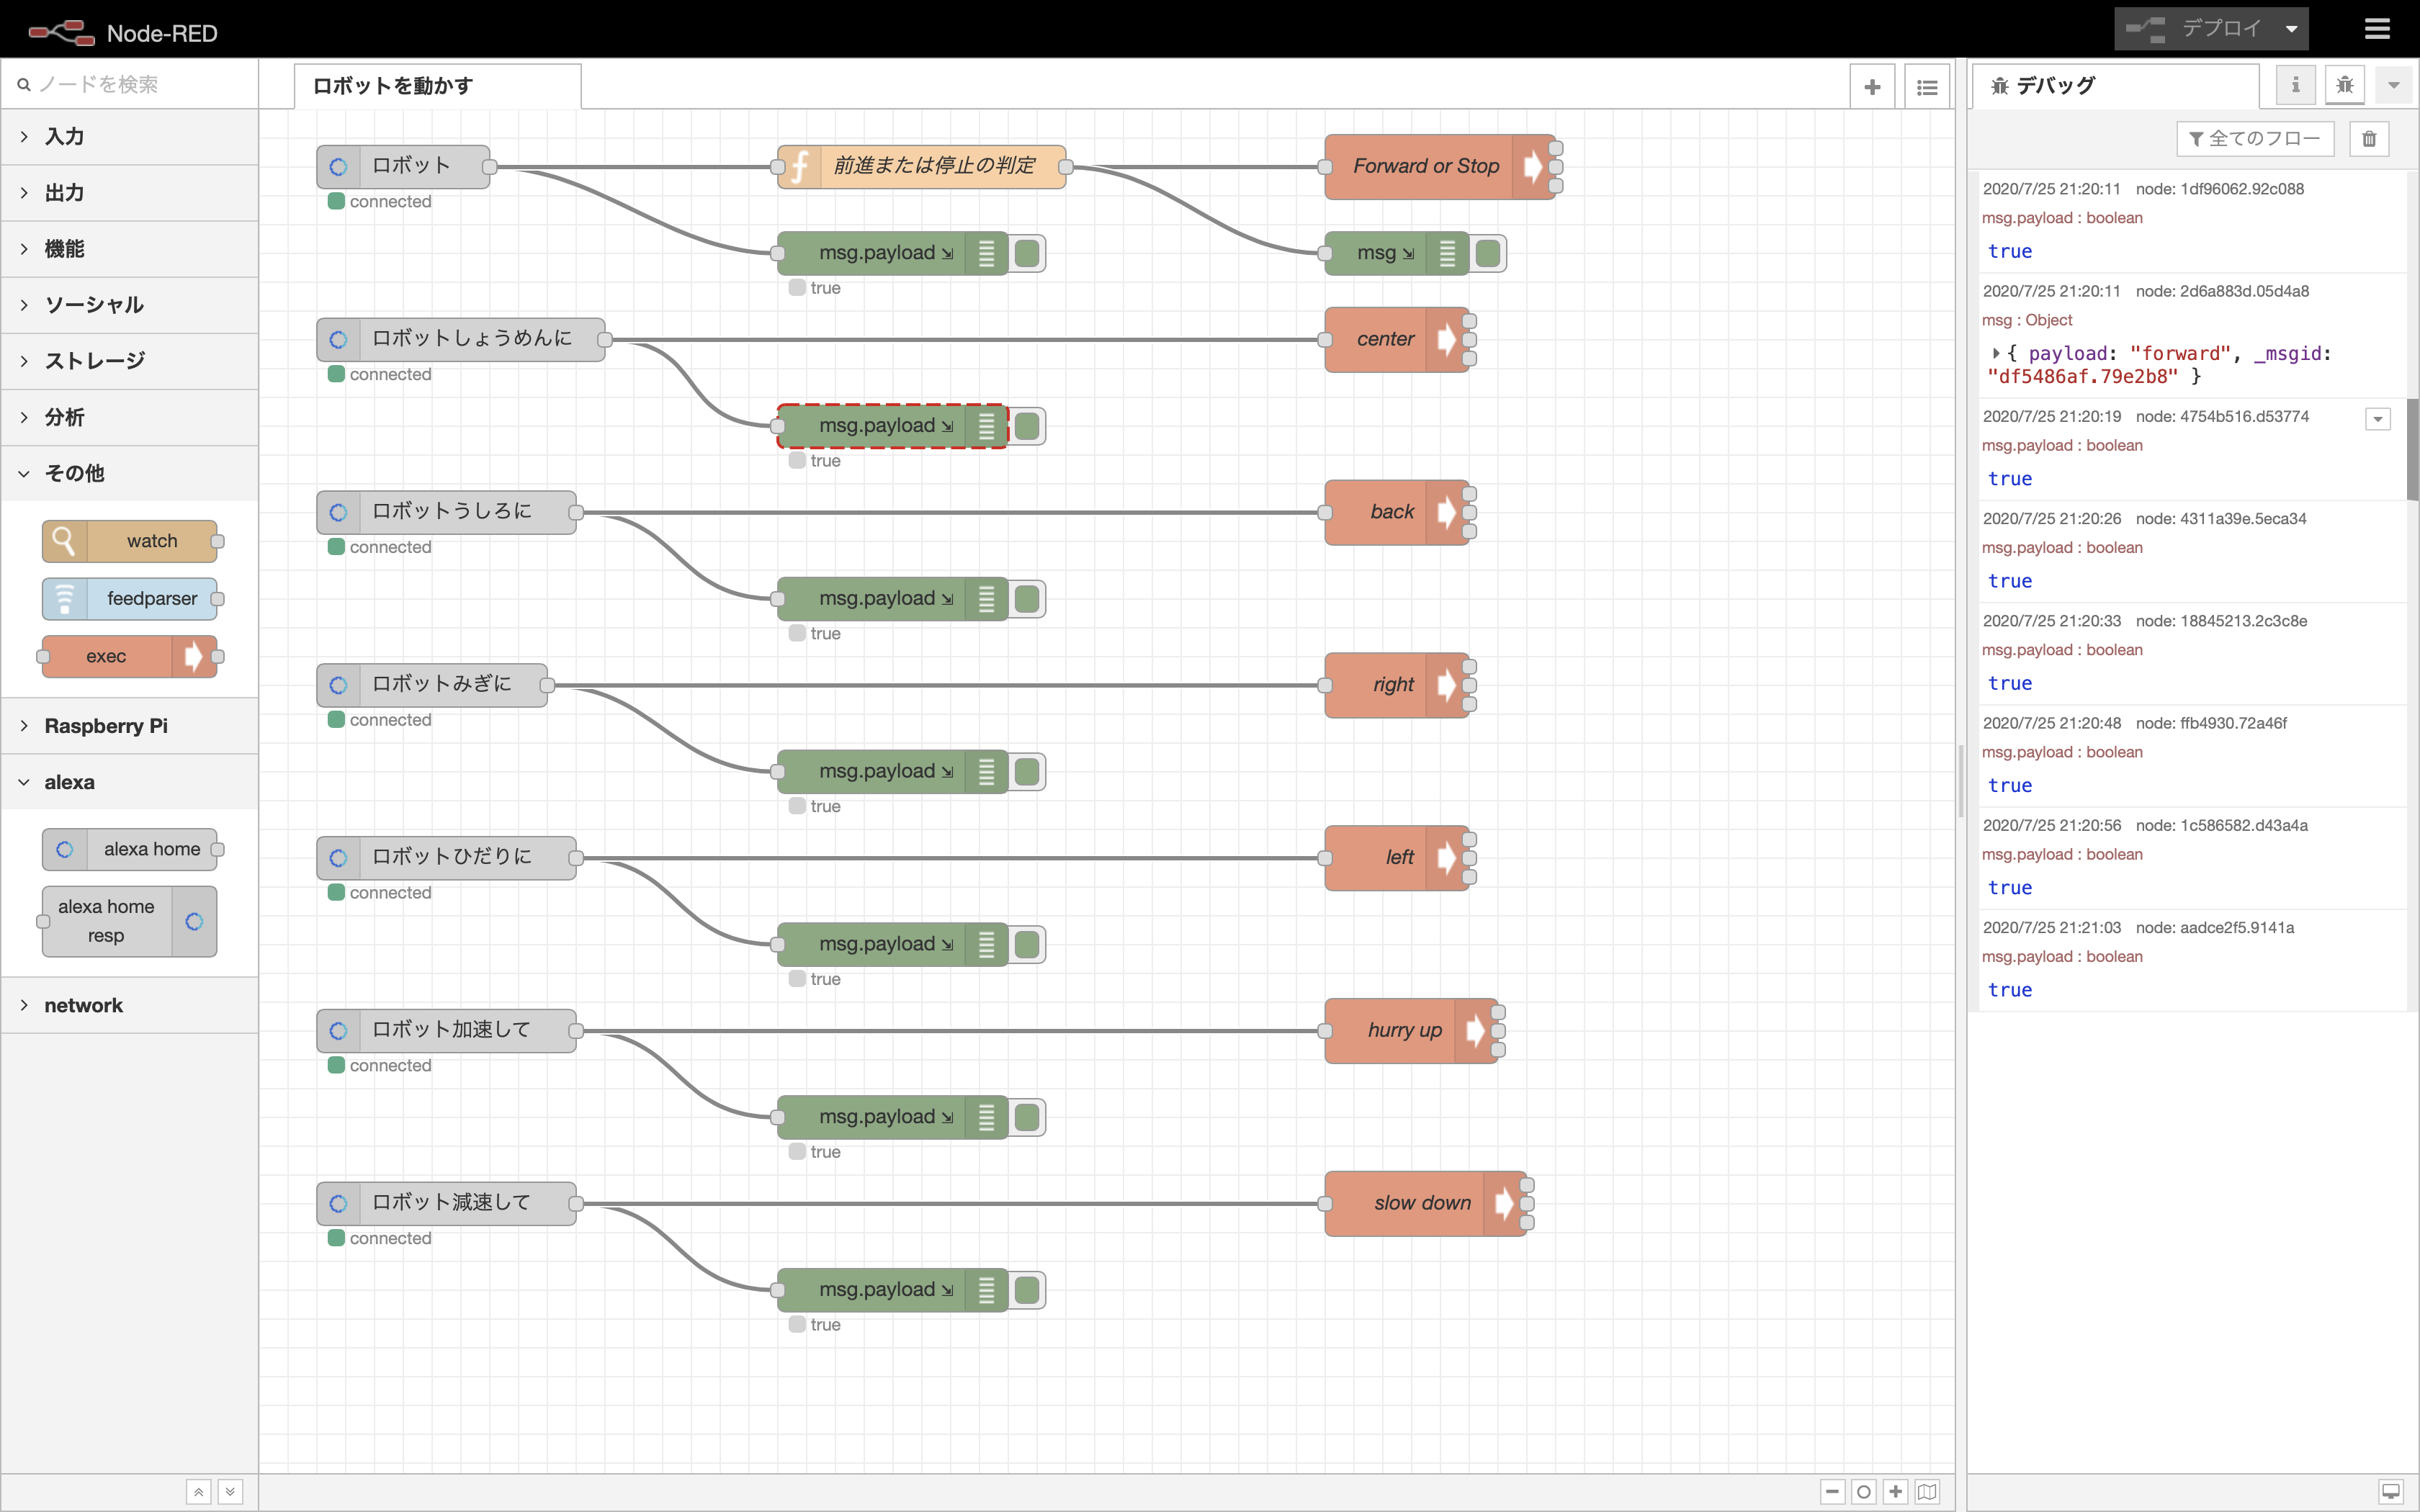 Node-RED
デプロイ
ノードを検索
入力
出力
機能
ソーシャル
ストレージ
分析
その他
watch
feedparser
exec
Raspberry Pi
alexa
alexa home
alexa home
resp
network
ロボットを動かす
ロボット
connected
前進または停止の判定
Forward or Stop
msg.payload
true
msg
ロボットしょうめんに
connected
center
msg.payload
true
ロボットうしろに
connected
back
msg.payload
true
ロボットみぎに
connected
right
msg.payload
true
ロボットひだりに
connected
left
msg.payload
true
ロボット加速して
connected
hurry up
msg.payload
true
ロボット減速して
connected
slow down
msg.payload
true
デバッグ
i
全てのフロー
2020/7/25 21:20:11 node: 1df96062.92c088
msg.payload : boolean
true
2020/7/25 21:20:11 node: 2d6a883d.05d4a8
msg : Object
{ payload: "forward", _msgid:
"df5486af.79e2b8" }
2020/7/25 21:20:19 node: 4754b516.d53774
msg.payload : boolean
true
2020/7/25 21:20:26 node: 4311a39e.5eca34
msg.payload : boolean
true
2020/7/25 21:20:33 node: 18845213.2c3c8e
msg.payload : boolean
true
2020/7/25 21:20:48 node: ffb4930.72a46f
msg.payload : boolean
true
2020/7/25 21:20:56 node: 1c586582.d43a4a
msg.payload : boolean
true
2020/7/25 21:21:03 node: aadce2f5.9141a
msg.payload : boolean
true